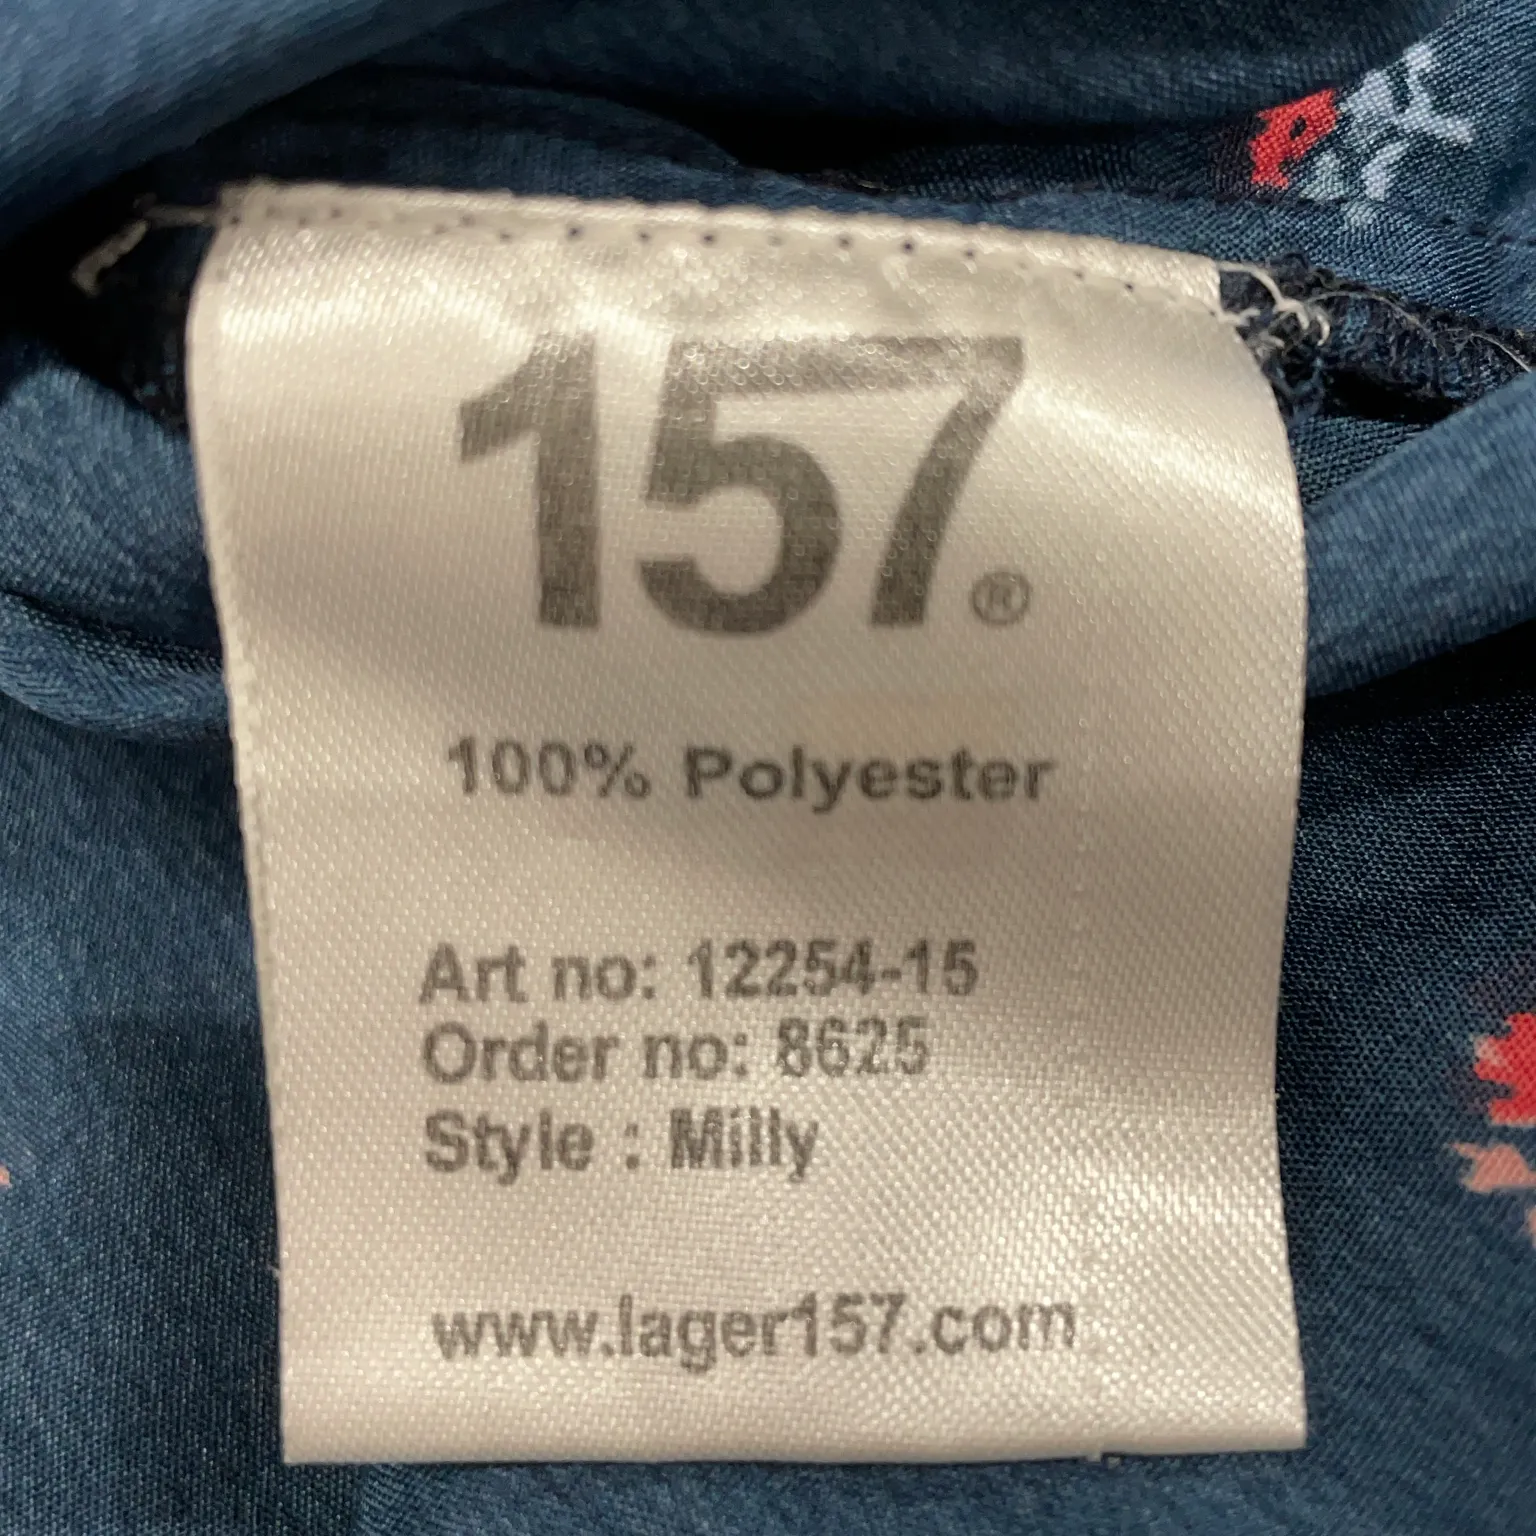 157®
100% Polyester
Art no: 12254-15
Order no: 8625
Style : Milly
www.lager157.com